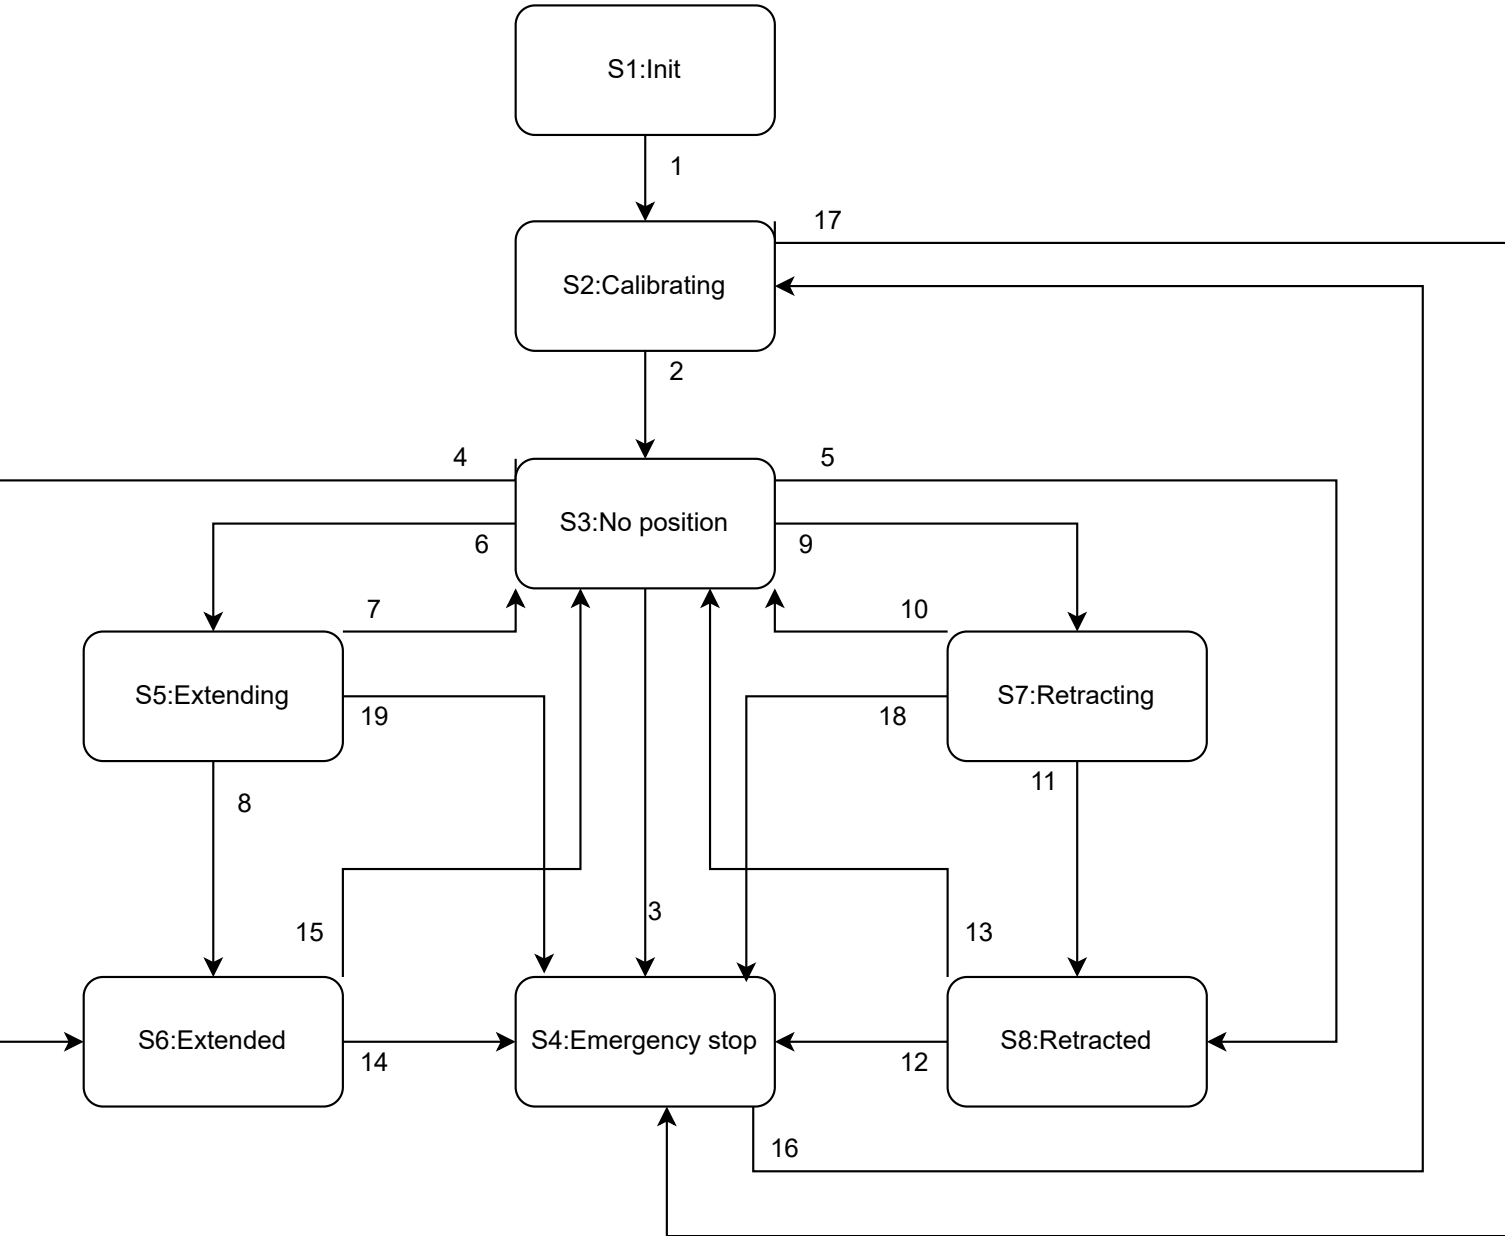 S1:Init
1
17
S2:Calibrating
2
4
5
S3:No position
6
9
7
10
S5:Extending
S7:Retracting
19
18
11
8
3
15
13
S6:Extended
S4:Emergency stop
S8:Retracted
14
12
16